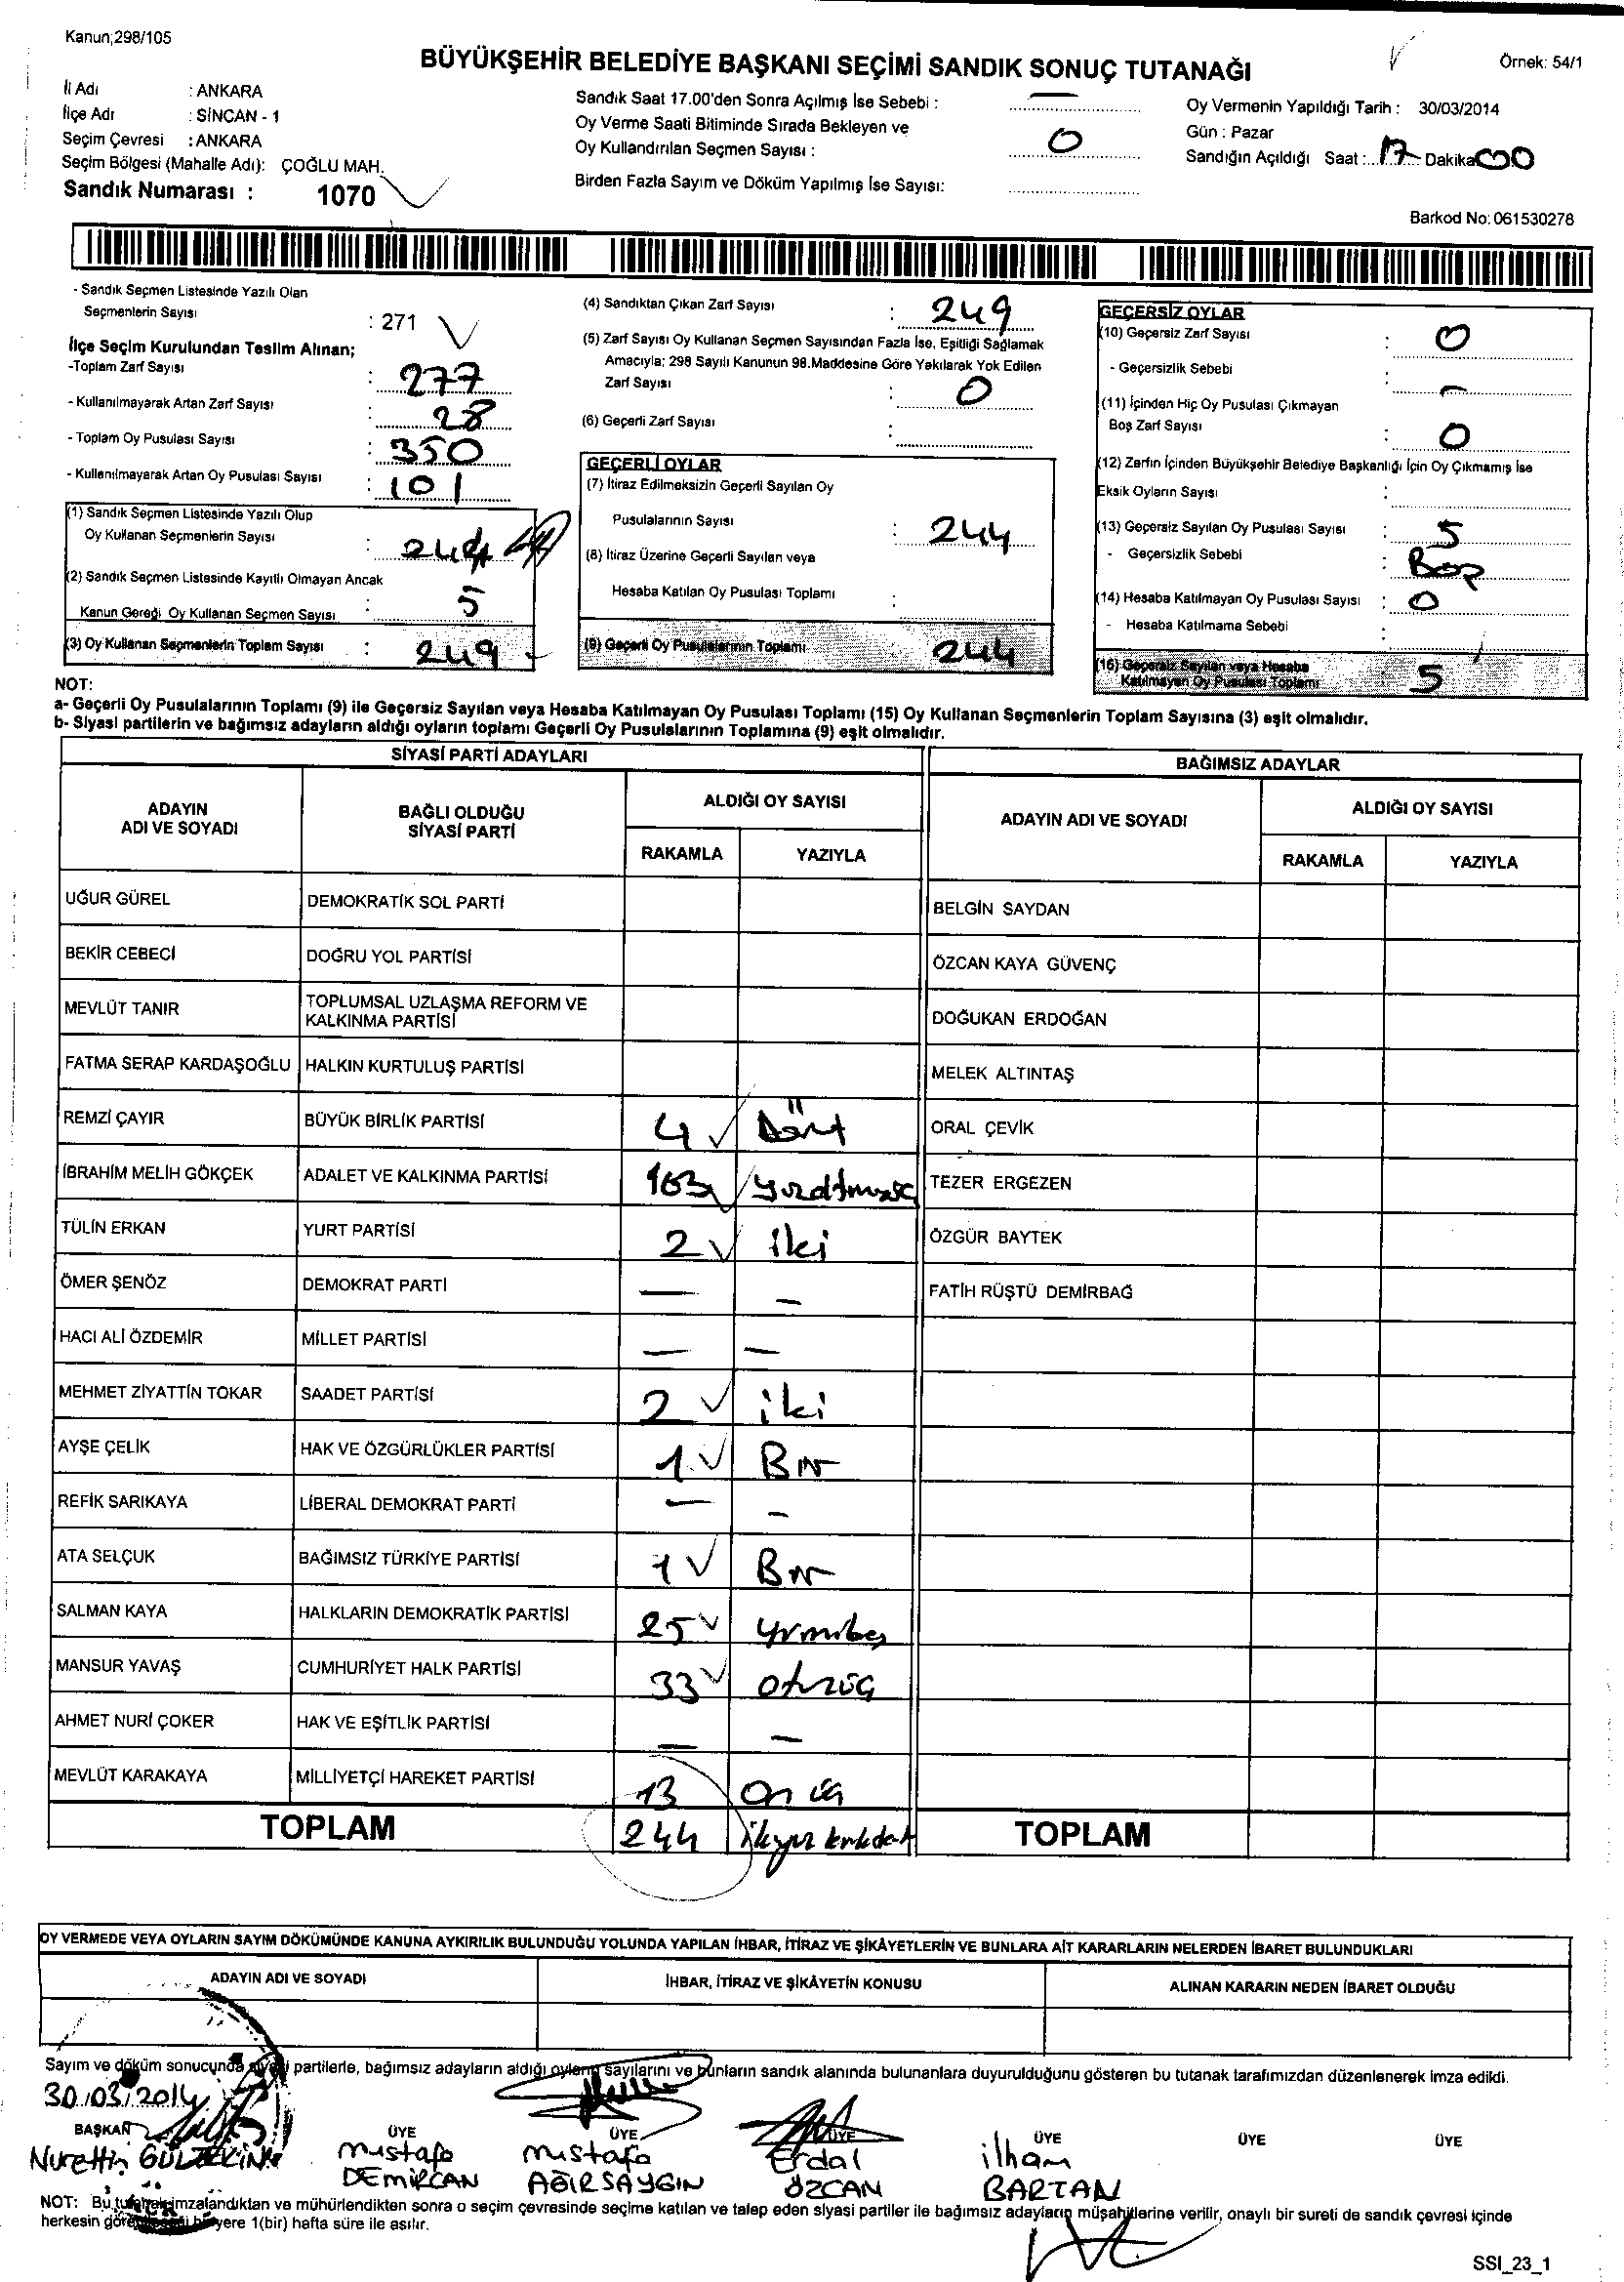 Kanun;298/105
BÜYÜKŞEHİR BELEDİYE BAŞKANI SEÇİMİ SANDIK SONUÇ TUTANAĞI
Örnek: 54/1
İl Adı : ANKARA
İlçe Adı : SİNCAN - 1
Seçim Çevresi : ANKARA
Seçim Bölgesi (Mahalle Adı): ÇOĞLU MAH.
Sandık Numarası : 1070
Sandık Saat 17.00'den Sonra Açılmış İse Sebebi : —
Oy Verme Saati Bitiminde Sırada Bekleyen ve
Oy Kullandırılan Seçmen Sayısı : 0
Birden Fazla Sayım ve Döküm Yapılmış İse Sayısı:
Oy Vermenin Yapıldığı Tarih : 30/03/2014
Gün : Pazar
Sandığın Açıldığı Saat : 17 Dakika 00
Barkod No: 061530278
- Sandık Seçmen Listesinde Yazılı Olan
Seçmenlerin Sayısı : 271
İlçe Seçim Kurulundan Teslim Alınan;
-Toplam Zarf Sayısı : 277
- Kullanılmayarak Artan Zarf Sayısı : 28
- Toplam Oy Pusulası Sayısı : 350
- Kullanılmayarak Artan Oy Pusulası Sayısı : 101
(1) Sandık Seçmen Listesinde Yazılı Olup
Oy Kullanan Seçmenlerin Sayısı : 244
(2) Sandık Seçmen Listesinde Kayıtlı Olmayan Ancak
Kanun Gereği Oy Kullanan Seçmen Sayısı : 5
(3) Oy Kullanan Seçmenlerin Toplam Sayısı : 249
(4) Sandıktan Çıkan Zarf Sayısı : 249
(5) Zarf Sayısı Oy Kullanan Seçmen Sayısından Fazla İse, Eşitliği Sağlamak
Amacıyla; 298 Sayılı Kanunun 98.Maddesine Göre Yakılarak Yok Edilen
Zarf Sayısı : 0
(6) Geçerli Zarf Sayısı :
GEÇERLİ OYLAR
(7) İtiraz Edilmeksizin Geçerli Sayılan Oy
Pusulalarının Sayısı : 244
(8) İtiraz Üzerine Geçerli Sayılan veya
Hesaba Katılan Oy Pusulası Toplamı :
(9) Geçerli Oy Pusulalarının Toplamı 244
GEÇERSİZ OYLAR
(10) Geçersiz Zarf Sayısı : 0
- Geçersizlik Sebebi : –
(11) İçinden Hiç Oy Pusulası Çıkmayan
Boş Zarf Sayısı : 0
(12) Zarfın İçinden Büyükşehir Belediye Başkanlığı İçin Oy Çıkmamış İse
Eksik Oyların Sayısı :
(13) Geçersiz Sayılan Oy Pusulası Sayısı : 5
- Geçersizlik Sebebi : Boş
(14) Hesaba Katılmayan Oy Pusulası Sayısı : 0
- Hesaba Katılmama Sebebi :
(15) Geçersiz Sayılan veya Hesaba
Katılmayan Oy Pusulası Toplamı 5
NOT:
a- Geçerli Oy Pusulalarının Toplamı (9) ile Geçersiz Sayılan veya Hesaba Katılmayan Oy Pusulası Toplamı (15) Oy Kullanan Seçmenlerin Toplam Sayısına (3) eşit olmalıdır.
b- Siyasi partilerin ve bağımsız adayların aldığı oyların toplamı Geçerli Oy Pusulalarının Toplamına (9) eşit olmalıdır.
SİYASİ PARTİ ADAYLARI
BAĞIMSIZ ADAYLAR
ADAYIN ADI VE SOYADI
BAĞLI OLDUĞU SİYASİ PARTİ
ALDIĞI OY SAYISI
RAKAMLA YAZIYLA
ADAYIN ADI VE SOYADI
ALDIĞI OY SAYISI
RAKAMLA YAZIYLA
UĞUR GÜREL DEMOKRATİK SOL PARTİ BELGİN SAYDAN
BEKİR CEBECİ DOĞRU YOL PARTİSİ ÖZCAN KAYA GÜVENÇ
MEVLÜT TANIR TOPLUMSAL UZLAŞMA REFORM VE KALKINMA PARTİSİ DOĞUKAN ERDOĞAN
FATMA SERAP KARDAŞOĞLU HALKIN KURTULUŞ PARTİSİ MELEK ALTINTAŞ
REMZİ ÇAYIR BÜYÜK BİRLİK PARTİSİ 4 Dört ORAL ÇEVİK
İBRAHİM MELİH GÖKÇEK ADALET VE KALKINMA PARTİSİ 163 TEZER ERGEZEN
TÜLİN ERKAN YURT PARTİSİ 2 iki ÖZGÜR BAYTEK
ÖMER ŞENÖZ DEMOKRAT PARTİ — — FATİH RÜŞTÜ DEMİRBAĞ
HACI ALİ ÖZDEMİR MİLLET PARTİSİ — —
MEHMET ZİYATTİN TOKAR SAADET PARTİSİ 2 iki
AYŞE ÇELİK HAK VE ÖZGÜRLÜKLER PARTİSİ 1 Bir
REFİK SARIKAYA LİBERAL DEMOKRAT PARTİ — —
ATA SELÇUK BAĞIMSIZ TÜRKİYE PARTİSİ 1 Bir
SALMAN KAYA HALKLARIN DEMOKRATİK PARTİSİ 25 yirmibeş
MANSUR YAVAŞ CUMHURİYET HALK PARTİSİ 33 otuzüç
AHMET NURİ ÇOKER HAK VE EŞİTLİK PARTİSİ — —
MEVLÜT KARAKAYA MİLLİYETÇİ HAREKET PARTİSİ 13 On üç
TOPLAM 244 TOPLAM
OY VERMEDE VEYA OYLARIN SAYIM DÖKÜMÜNDE KANUNA AYKIRILIK BULUNDUĞU YOLUNDA YAPILAN İHBAR, İTİRAZ VE ŞİKÂYETLERİN VE BUNLARA AİT KARARLARIN NELERDEN İBARET BULUNDUKLARI
ADAYIN ADI VE SOYADI İHBAR, İTİRAZ VE ŞİKÂYETİN KONUSU ALINAN KARARIN NEDEN İBARET OLDUĞU
Sayım ve döküm sonucunda siyasi partilerle, bağımsız adayların aldığı oyların sayılarını ve bunların sandık alanında bulunanlara duyurulduğunu gösteren bu tutanak tarafımızdan düzenlenerek imza edildi.
30/03/2014
BAŞKAN ÜYE ÜYE ÜYE ÜYE ÜYE ÜYE
Nurettin GÜLTEKİN Mustafa DEMİRCAN Mustafa AĞIRSAYGIN Erdal ÖZCAN ilham BARTAN
NOT: Bu tutanak imzalandıktan ve mühürlendikten sonra o seçim çevresinde seçime katılan ve talep eden siyasi partiler ile bağımsız adayların müşahitlerine verilir, onaylı bir sureti de sandık çevresi içinde
herkesin görebileceği bir yere 1(bir) hafta süre ile asılır.
SSI_23_1